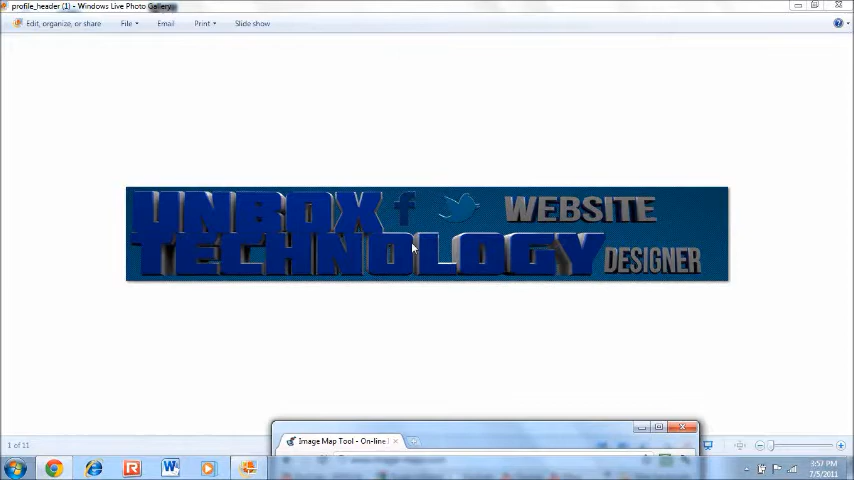 profile_header (1) - Windows Live Photo Gallery
Edit, organize, or share File Email Print Slide show
UNBOX f WEBSITE
TECHNOLOGY DESIGNER
Image Map Tool - On-line
1 of 11
3:57 PM
7/5/2011